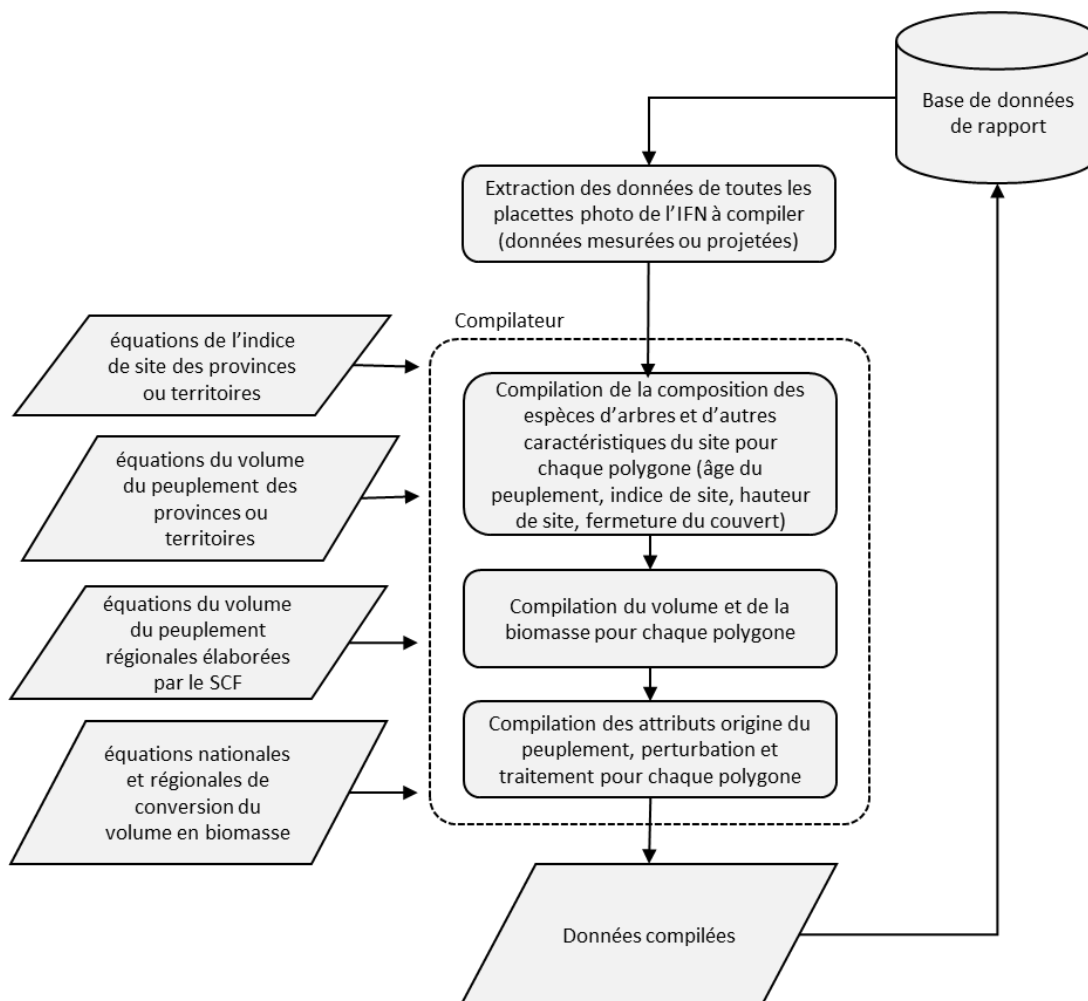 Base de données
de rapport
Extraction des données de toutes les
placettes photo de l'IFN à compiler
(données mesurées ou projetées)
Compilateur
équations de l'indice
de site des provinces
ou territoires
Compilation de la composition des
espèces d'arbres et d'autres
caractéristiques du site pour
chaque polygone (âge du
peuplement, indice de site, hauteur
de site, fermeture du couvert)
équations du volume
du peuplement des
provinces ou
territoires
Compilation du volume et de la
biomasse pour chaque polygone
équations du volume
du peuplement
régionales élaborées
par le SCF
Compilation des attributs origine du
peuplement, perturbation et
traitement pour chaque polygone
équations nationales
et régionales de
conversion du
volume en biomasse
Données compilées